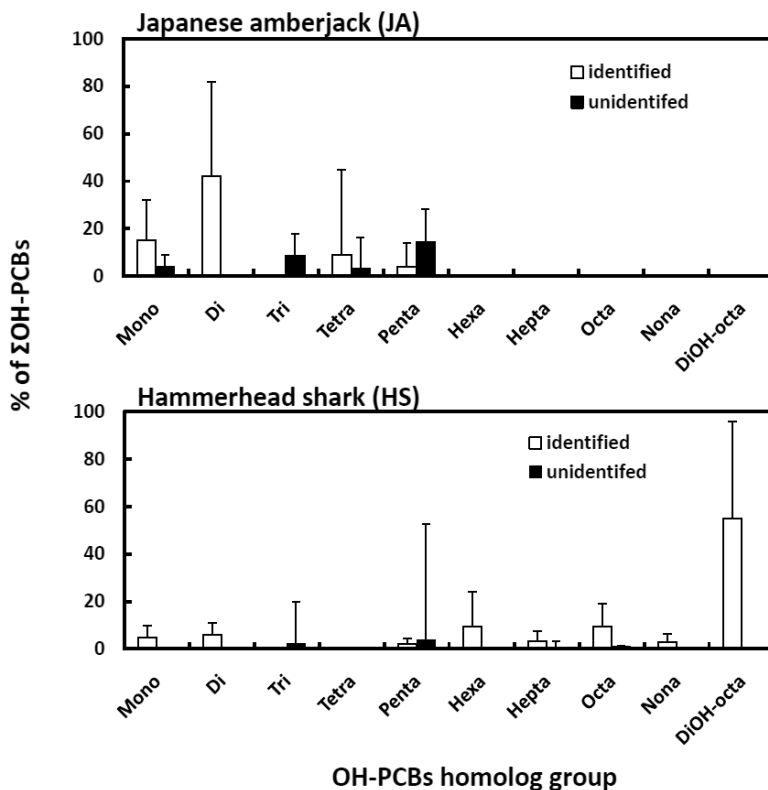 Japanese amberjack (JA)
100
80
60
40
20
0
identified
unidentifed
Mono
Di
Tri
Tetra
Penta
Hexa
Hepta
Octa
Nona
DiOH-octa
% of ΣOH-PCBs
Hammerhead shark (HS)
100
80
60
40
20
0
identified
unidentifed
Mono
Di
Tri
Tetra
Penta
Hexa
Hepta
Octa
Nona
DiOH-octa
OH-PCBs homolog group